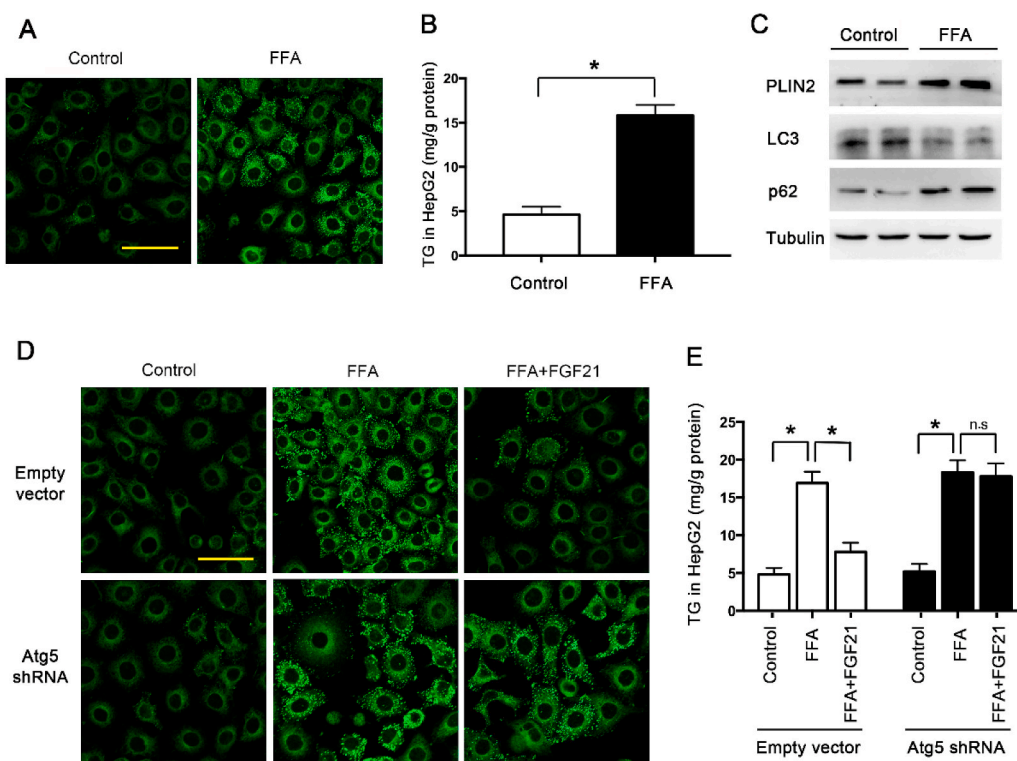 A
Control
FFA
B
TG in HepG2 (mg/g protein)
20
15
10
5
0
*
Control
FFA
C
Control
FFA
PLIN2
LC3
p62
Tubulin
D
Control
FFA
FFA+FGF21
Empty
vector
Atg5
shRNA
E
TG in HepG2 (mg/g protein)
25
20
15
10
5
0
*
*
*
n.s
Control
FFA
FFA+FGF21
Control
FFA
FFA+FGF21
Empty vector
Atg5 shRNA